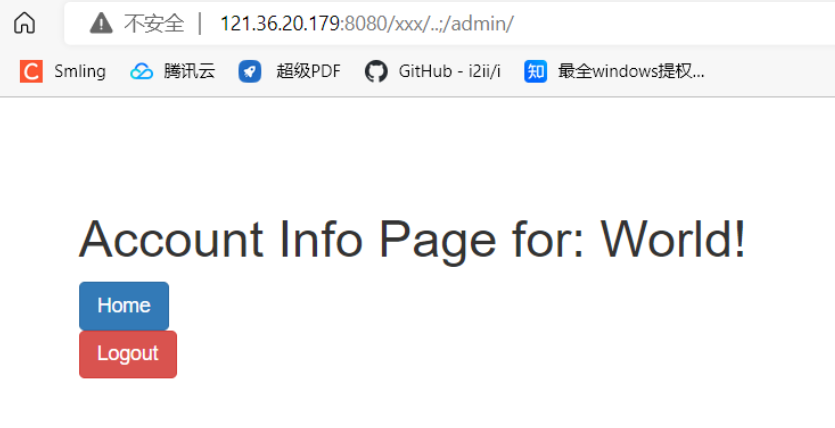 不安全 | 121.36.20.179:8080/xxx/..;/admin/
C Smling 腾讯云 超级PDF GitHub - i2ii/i 知 最全windows提权...
Account Info Page for: World!
Home
Logout